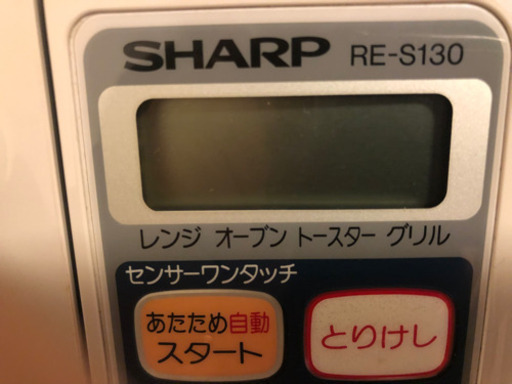 SHARP RE-S130
レンジ オーブン トースター グリル
センサーワンタッチ
あたため自動
スタート
とりけし